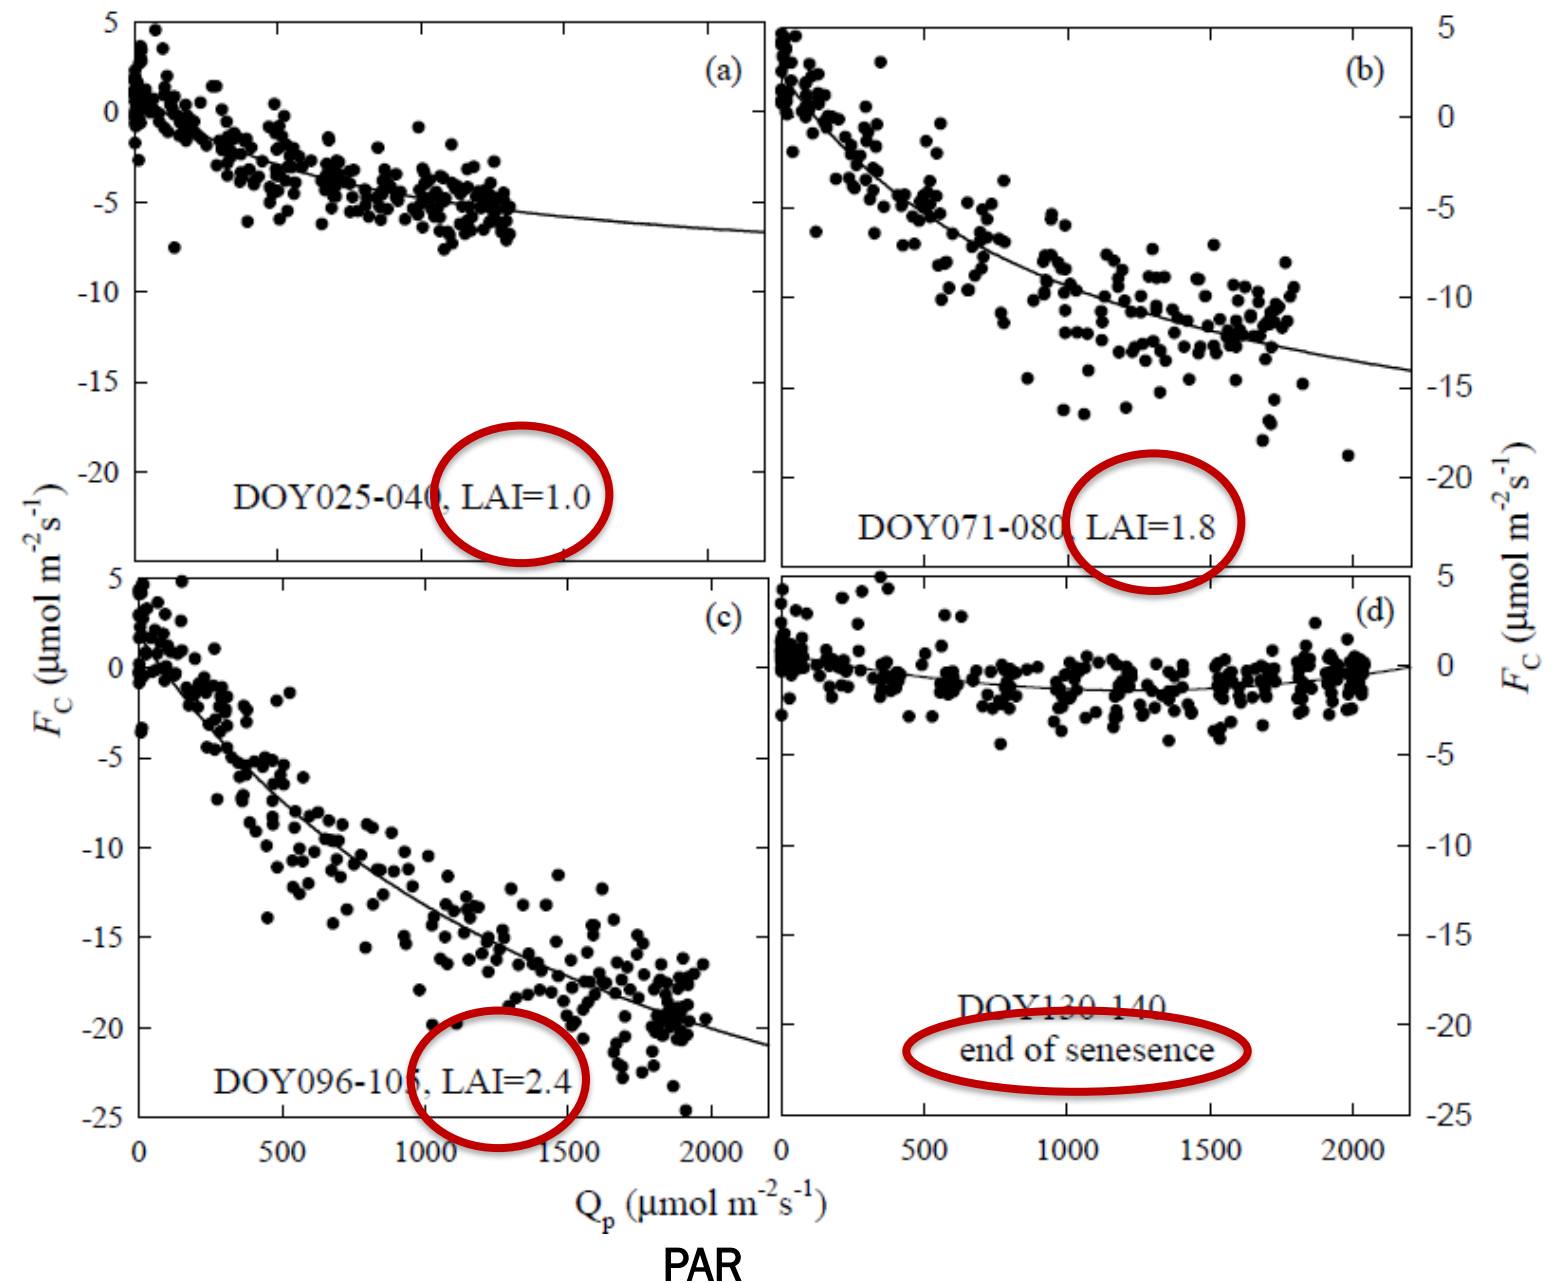 5
0
-5
-10
-15
-20
(a)
DOY025-040, LAI=1.0
5
0
-5
-10
-15
-20
(b)
DOY071-080, LAI=1.8
F_C (μmol m⁻²s⁻¹)
F_C (μmol m⁻²s⁻¹)
5
0
-5
-10
-15
-20
-25
(c)
DOY096-105, LAI=2.4
0 500 1000 1500 2000
5
0
-5
-10
-15
-20
-25
(d)
DOY130-140
end of senesence
0 500 1000 1500 2000
Q_p (μmol m⁻²s⁻¹)
PAR